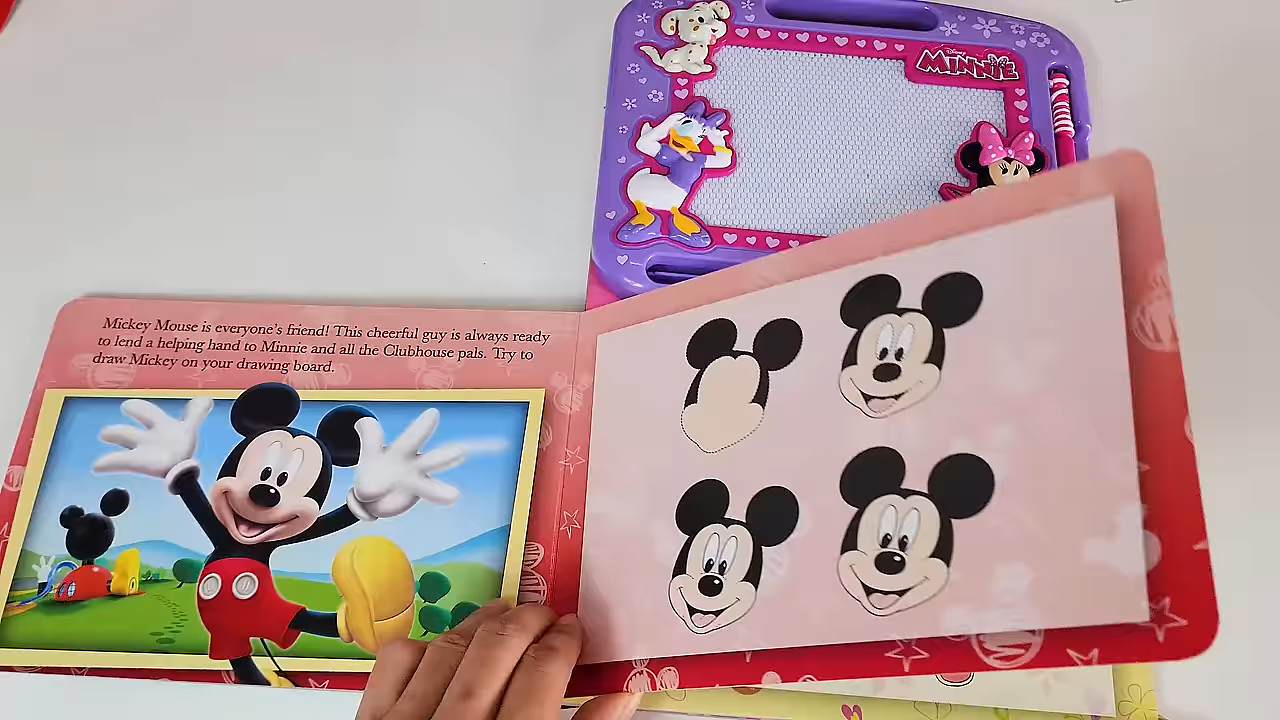 Disney
MINNIE
Mickey Mouse is everyone's friend! This cheerful guy is always ready
to lend a helping hand to Minnie and all the Clubhouse pals. Try to
draw Mickey on your drawing board.